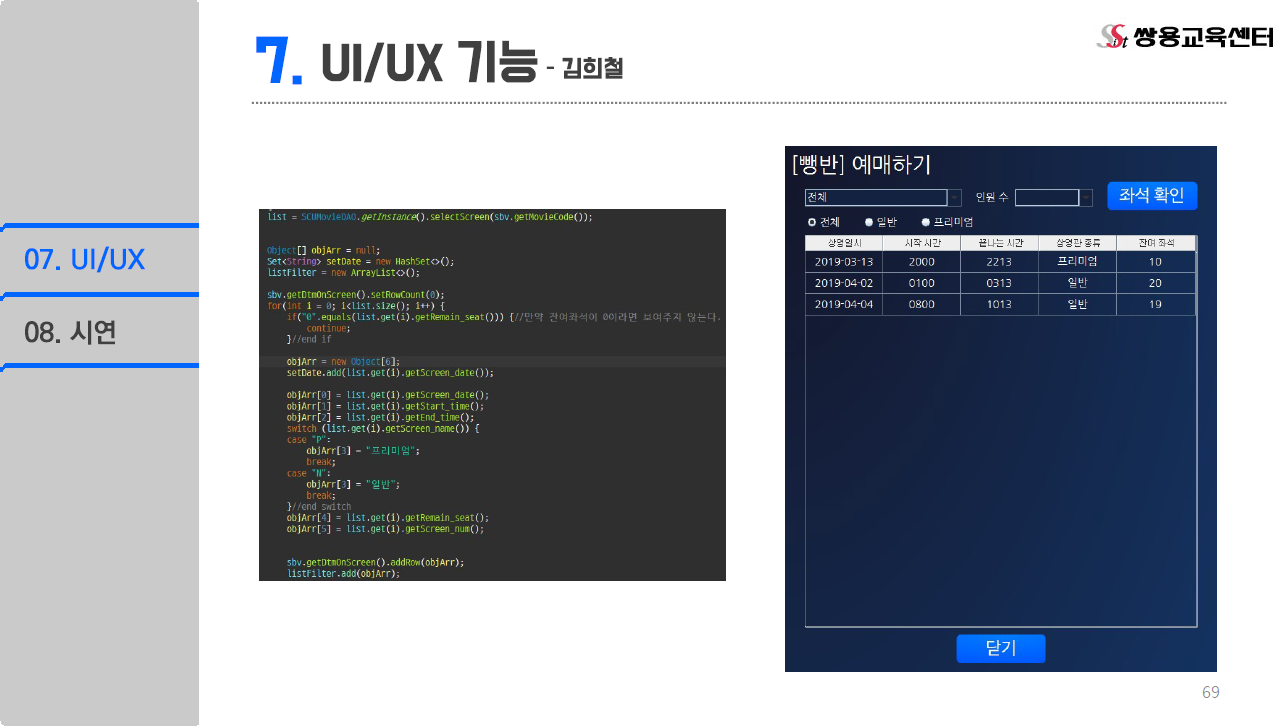 7. UI/UX 기능 - 김희철
SSit 쌍용교육센터
07. UI/UX
08. 시연
list = SCUMovieDAO.getInstance().selectScreen(sbv.getMovieCode());
Object[] objArr = null;
Set<String> setDate = new HashSet<>();
listFilter = new ArrayList<>();
sbv.getDtmOnScreen().setRowCount(0);
for(int i = 0; i<list.size(); i++) {
if("0".equals(list.get(i).getRemain_seat())) {//만약 잔여좌석이 0이라면 보여주지 않는다.
continue;
}//end if
objArr = new Object[6];
setDate.add(list.get(i).getScreen_date());
objArr[0] = list.get(i).getScreen_date();
objArr[1] = list.get(i).getStart_time();
objArr[2] = list.get(i).getEnd_time();
switch (list.get(i).getScreen_name()) {
case "P":
objArr[3] = "프리미엄";
break;
case "N":
objArr[3] = "일반";
break;
}//end switch
objArr[4] = list.get(i).getRemain_seat();
objArr[5] = list.get(i).getScreen_num();
sbv.getDtmOnScreen().addRow(objArr);
listFilter.add(objArr);
[뺑반] 예매하기
전체 인원 수 좌석 확인
전체 일반 프리미엄
상영일시 시작 시간 끝나는 시간 상영관 종류 잔여 좌석
2019-03-13 2000 2213 프리미엄 10
2019-04-02 0100 0313 일반 20
2019-04-04 0800 1013 일반 19
닫기
69